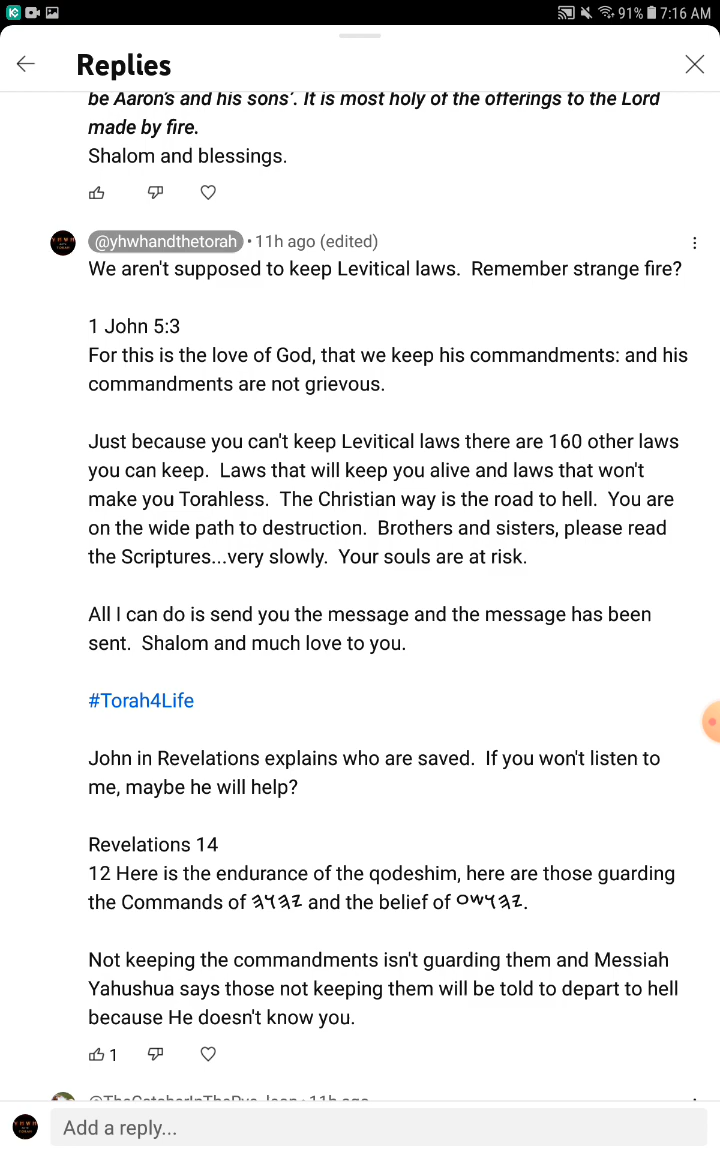 91% 7:16 AM
Replies
be Aaron's and his sons'. It is most holy of the offerings to the Lord
made by fire.
Shalom and blessings.
@yhwhandthetorah · 11h ago (edited)
We aren't supposed to keep Levitical laws. Remember strange fire?
1 John 5:3
For this is the love of God, that we keep his commandments: and his
commandments are not grievous.
Just because you can't keep Levitical laws there are 160 other laws
you can keep. Laws that will keep you alive and laws that won't
make you Torahless. The Christian way is the road to hell. You are
on the wide path to destruction. Brothers and sisters, please read
the Scriptures...very slowly. Your souls are at risk.
All I can do is send you the message and the message has been
sent. Shalom and much love to you.
#Torah4Life
John in Revelations explains who are saved. If you won't listen to
me, maybe he will help?
Revelations 14
12 Here is the endurance of the qodeshim, here are those guarding
the Commands of 𐤉𐤄𐤅𐤄 and the belief of 𐤉𐤄𐤅𐤔𐤏.
Not keeping the commandments isn't guarding them and Messiah
Yahushua says those not keeping them will be told to depart to hell
because He doesn't know you.
1
11h ago
Add a reply...